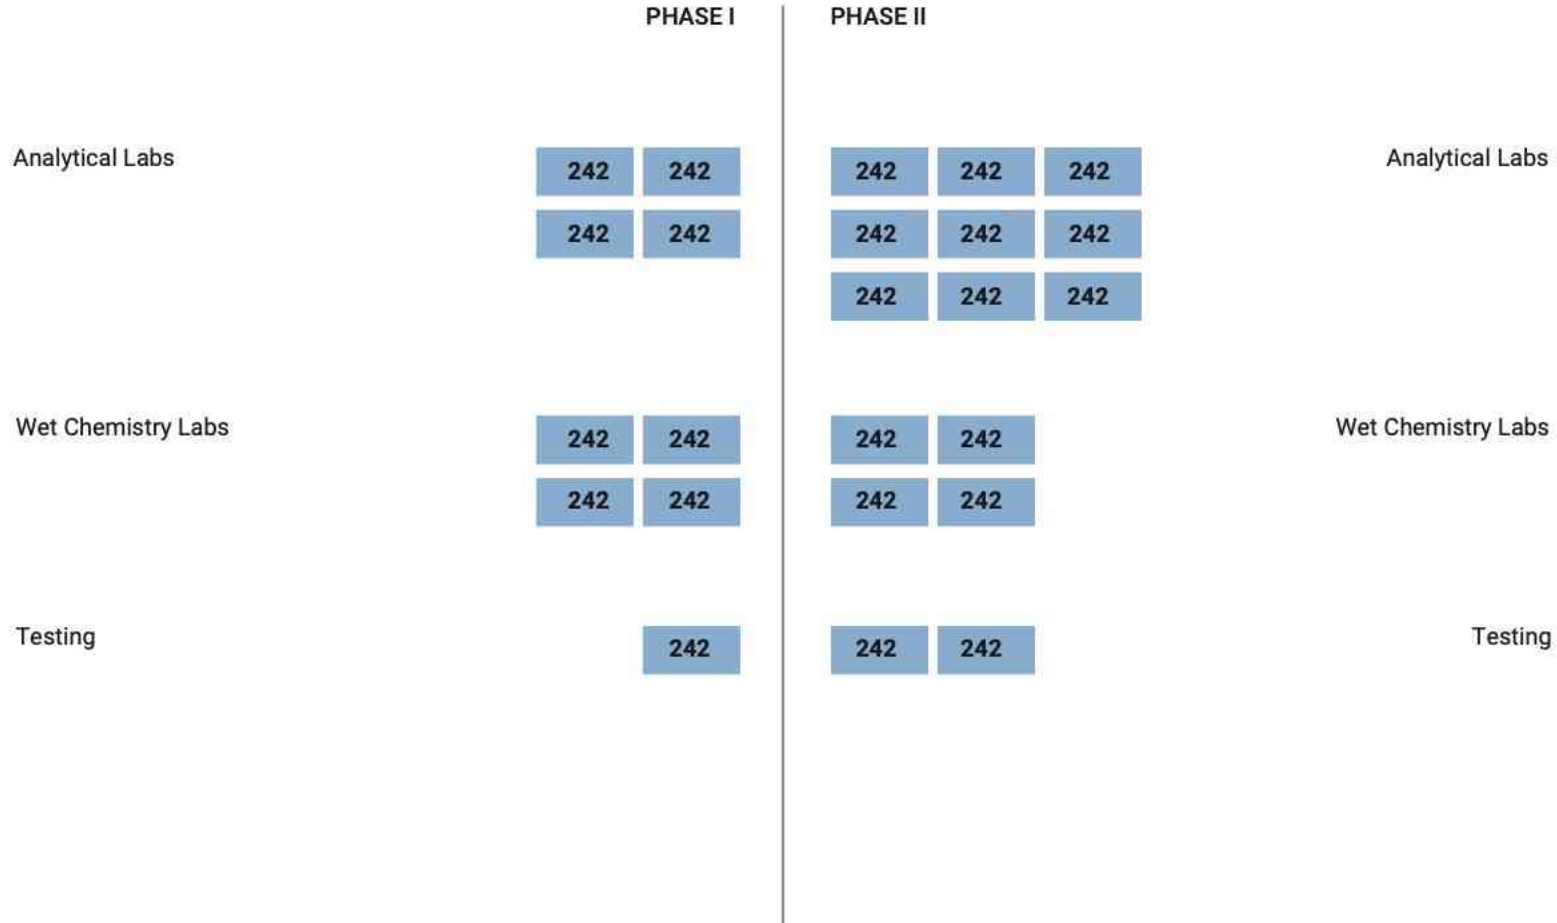 PHASE I PHASE II
Analytical Labs 242 242 242 242 242 Analytical Labs
242 242 242 242 242
242 242 242
Wet Chemistry Labs 242 242 242 242 Wet Chemistry Labs
242 242 242 242
Testing 242 242 242 Testing